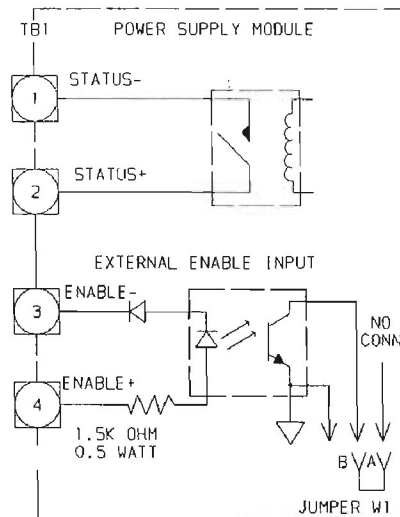 TB1 POWER SUPPLY MODULE
STATUS-
1
STATUS+
2
EXTERNAL ENABLE INPUT
ENABLE-
3
NO
CONN
ENABLE+
4
1.5K OHM
0.5 WATT
B A
JUMPER W1